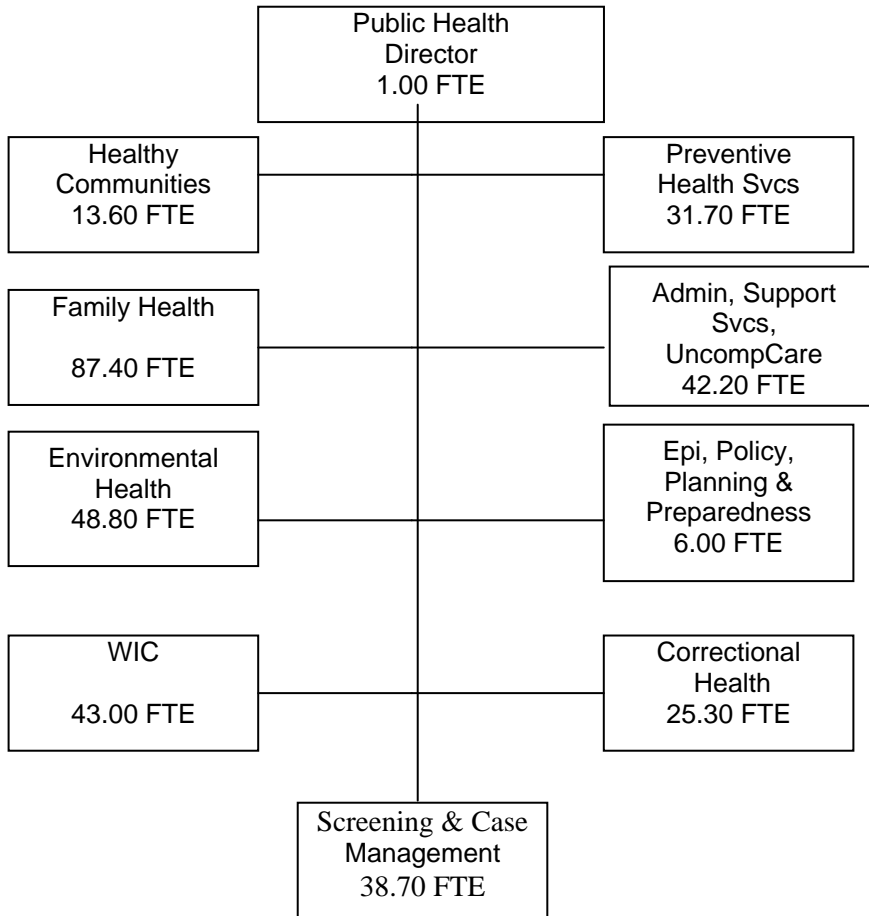 Public Health
Director
1.00 FTE
Healthy
Communities
13.60 FTE
Preventive
Health Svcs
31.70 FTE
Family Health
87.40 FTE
Admin, Support
Svcs,
UncompCare
42.20 FTE
Environmental
Health
48.80 FTE
Epi, Policy,
Planning &
Preparedness
6.00 FTE
WIC
43.00 FTE
Correctional
Health
25.30 FTE
Screening & Case
Management
38.70 FTE